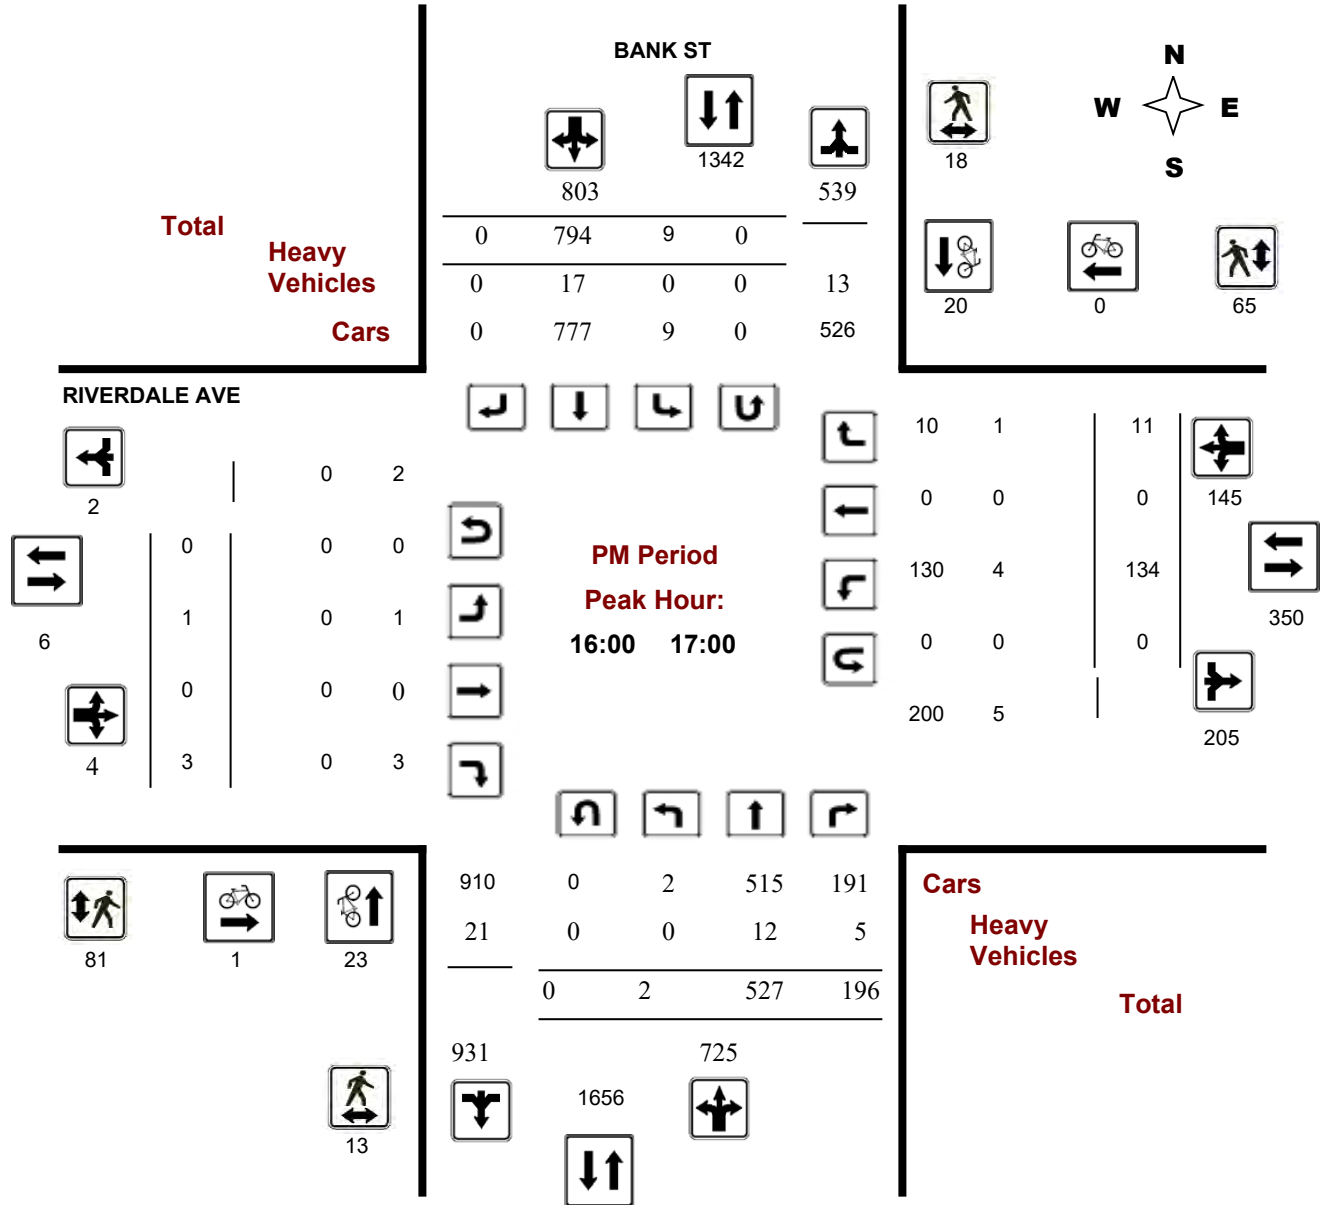 BANK ST
N
W E
S
1342
18
803 539
Total
0 794 9 0
Heavy
Vehicles
0 17 0 0 13
20 0 65
Cars
0 777 9 0 526
RIVERDALE AVE
10 1 11
0 2
2
0 0 0 145
0 0 0
PM Period
130 4 134
Peak Hour:
1 0 1
350
6
16:00 17:00
0 0 0
0 0 0
200 5
205
4 3 0 3
910 0 2 515 191
Cars
21 0 0 12 5
Heavy
Vehicles
81 1 23
0 2 527 196
Total
931 725
1656
13